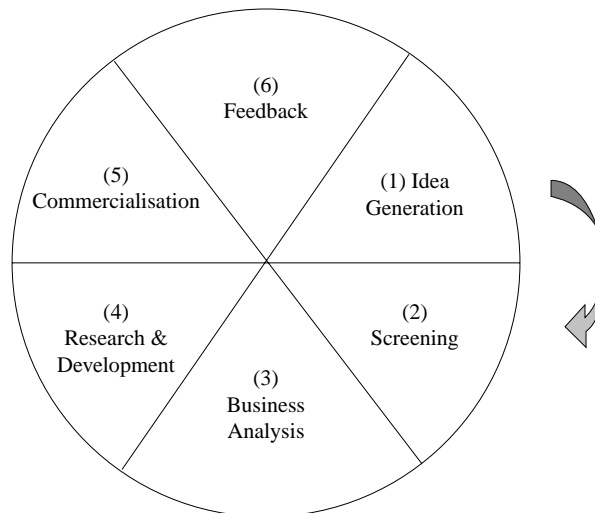 (6)
Feedback
(5)
Commercialisation
(1) Idea
Generation
(4)
Research &
Development
(2)
Screening
(3)
Business
Analysis